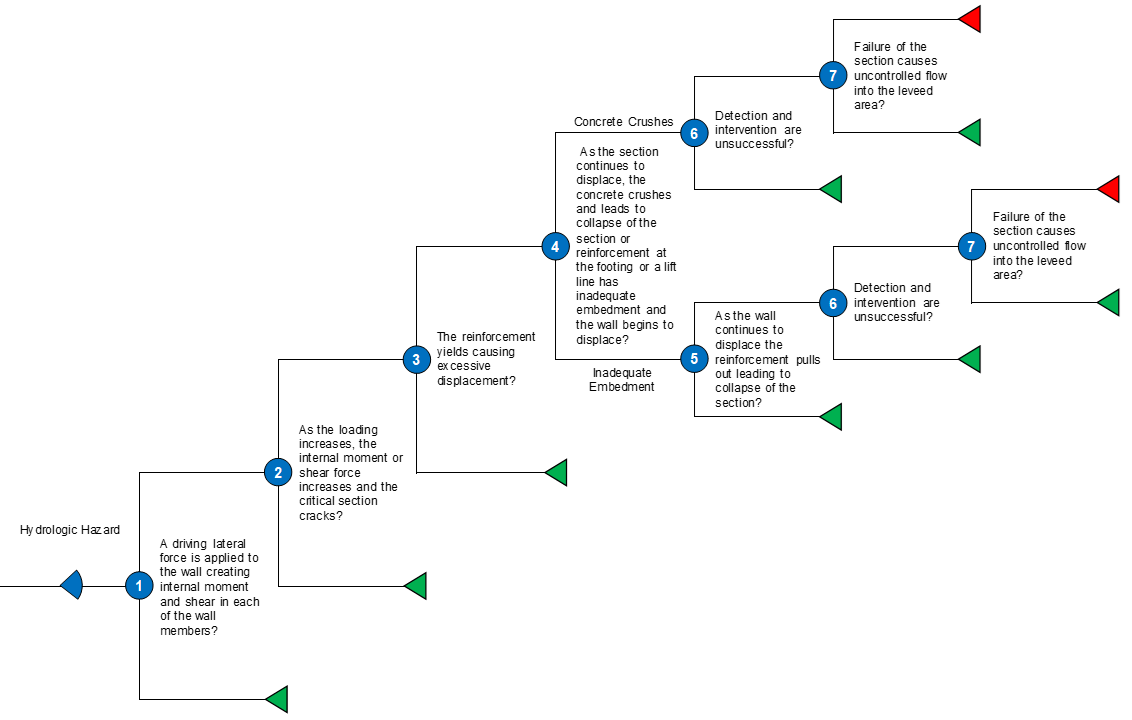 Hydrologic Hazard
1
A driving lateral
force is applied to
the wall creating
internal moment
and shear in each
of the wall
members?
2
As the loading
increases, the
internal moment or
shear force
increases and the
critical section
cracks?
3
The reinforcement
yields causing
excessive
displacement?
4
Concrete Crushes
As the section
continues to
displace, the
concrete crushes
and leads to
collapse of the
section or
reinforcement at
the footing or a lift
line has
inadequate
embedment and
the wall begins to
displace?
Inadequate
Embedment
6
Detection and
intervention are
unsuccessful?
7
Failure of the
section causes
uncontrolled flow
into the leveed
area?
5
As the wall
continues to
displace the
reinforcement pulls
out leading to
collapse of the
section?
6
Detection and
intervention are
unsuccessful?
7
Failure of the
section causes
uncontrolled flow
into the leveed
area?